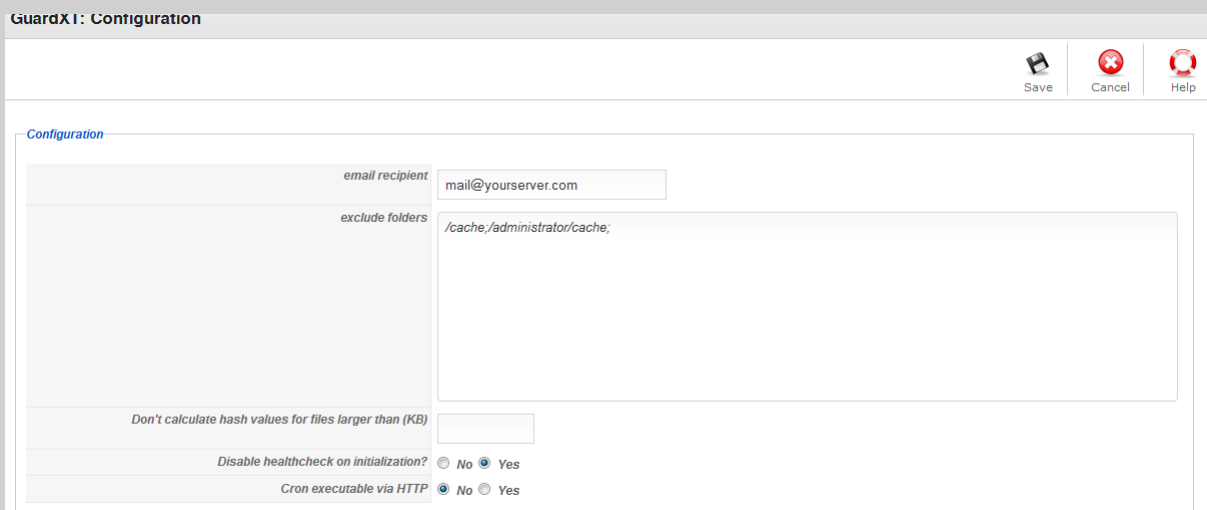 GuardXT: Configuration
Save Cancel Help
Configuration
email recipient mail@yourserver.com
exclude folders /cache;/administrator/cache;
Don't calculate hash values for files larger than (KB)
Disable healthcheck on initialization? No Yes
Cron executable via HTTP No Yes